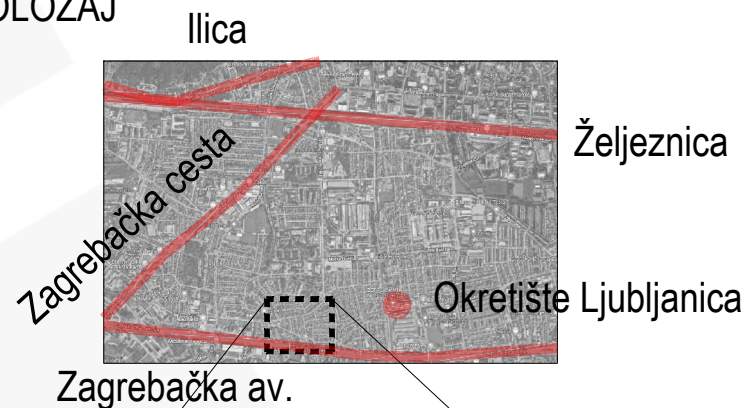 OLOŽAJ
Ilica
Željeznica
Zagrebačka cesta
Okretište Ljubljanica
Zagrebačka av.